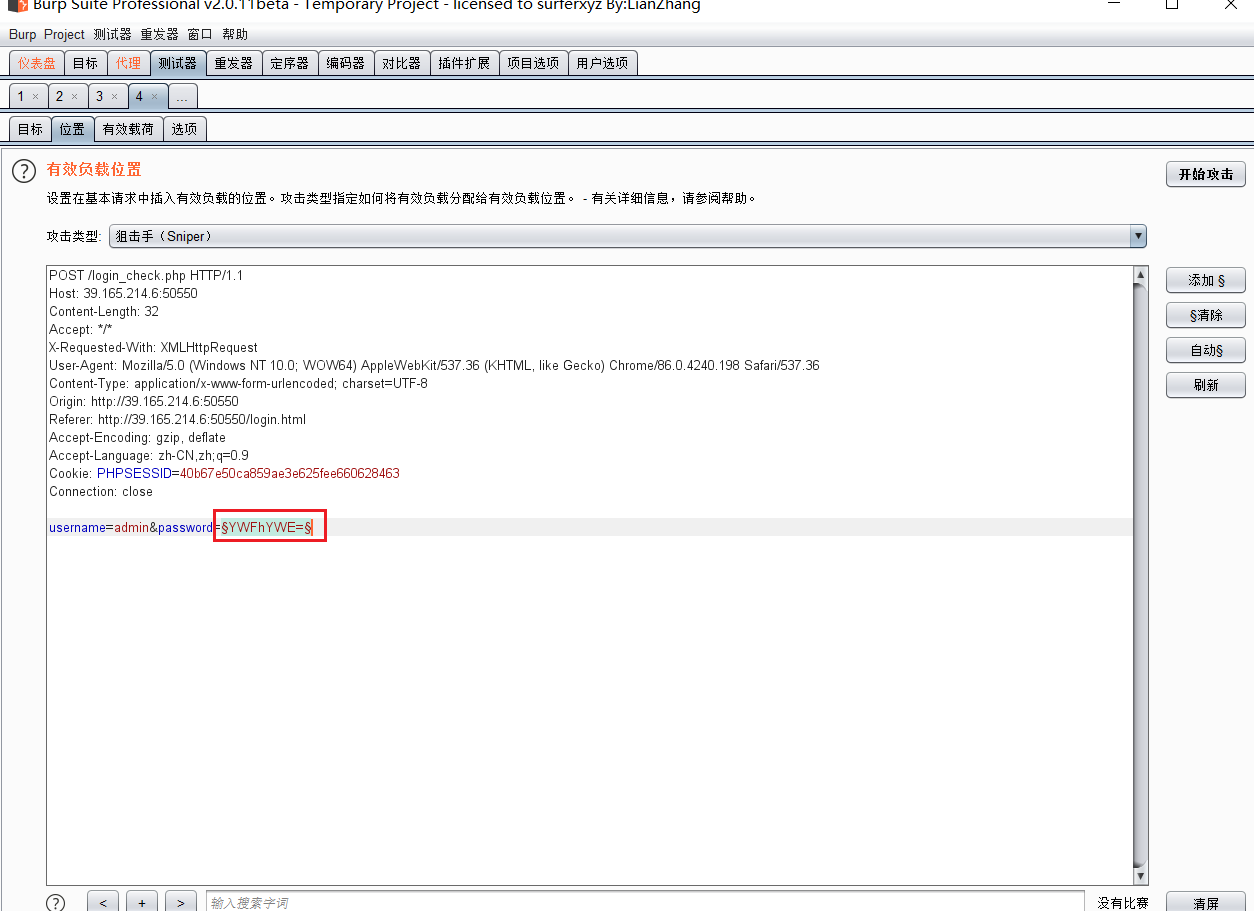 Burp Suite Professional v2.0.11beta - Temporary Project - licensed to surferxyz By:LianZhang
Burp Project 测试器 重发器 窗口 帮助
仪表盘 目标 代理 测试器 重发器 定序器 编码器 对比器 插件扩展 项目选项 用户选项
1 × 2 × 3 × 4 × ...
目标 位置 有效载荷 选项
? 有效负载位置 开始攻击
设置在基本请求中插入有效负载的位置。攻击类型指定如何将有效负载分配给有效负载位置。 - 有关详细信息，请参阅帮助。
攻击类型: 狙击手（Sniper）
POST /login_check.php HTTP/1.1
Host: 39.165.214.6:50550
Content-Length: 32
Accept: */*
X-Requested-With: XMLHttpRequest
User-Agent: Mozilla/5.0 (Windows NT 10.0; WOW64) AppleWebKit/537.36 (KHTML, like Gecko) Chrome/86.0.4240.198 Safari/537.36
Content-Type: application/x-www-form-urlencoded; charset=UTF-8
Origin: http://39.165.214.6:50550
Referer: http://39.165.214.6:50550/login.html
Accept-Encoding: gzip, deflate
Accept-Language: zh-CN,zh;q=0.9
Cookie: PHPSESSID=40b67e50ca859ae3e625fee660628463
Connection: close
username=admin&password=§YWFhYWE=§
添加 §
§清除
自动§
刷新
? < + > 输入搜索字词 没有比赛 清屏